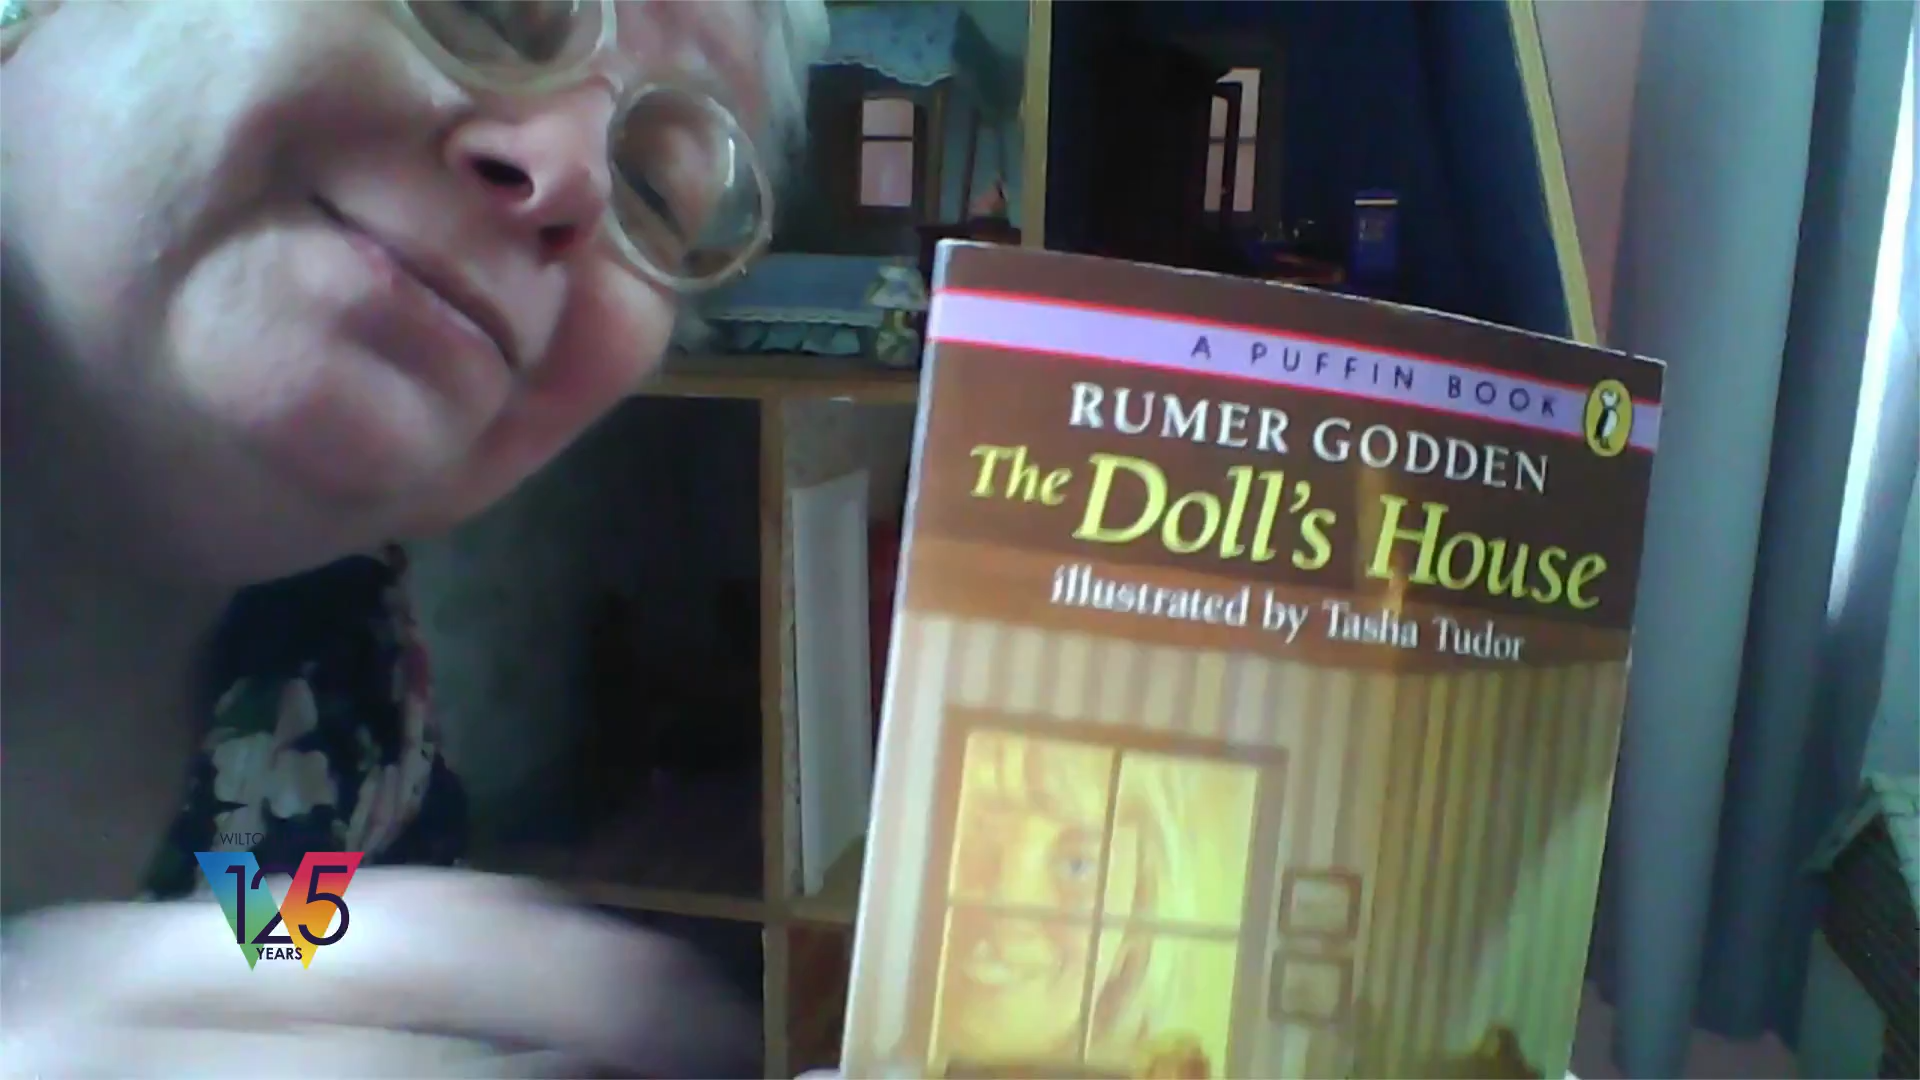 A PUFFIN BOOK
RUMER GODDEN
The Doll's House
illustrated by Tasha Tudor
125
YEARS